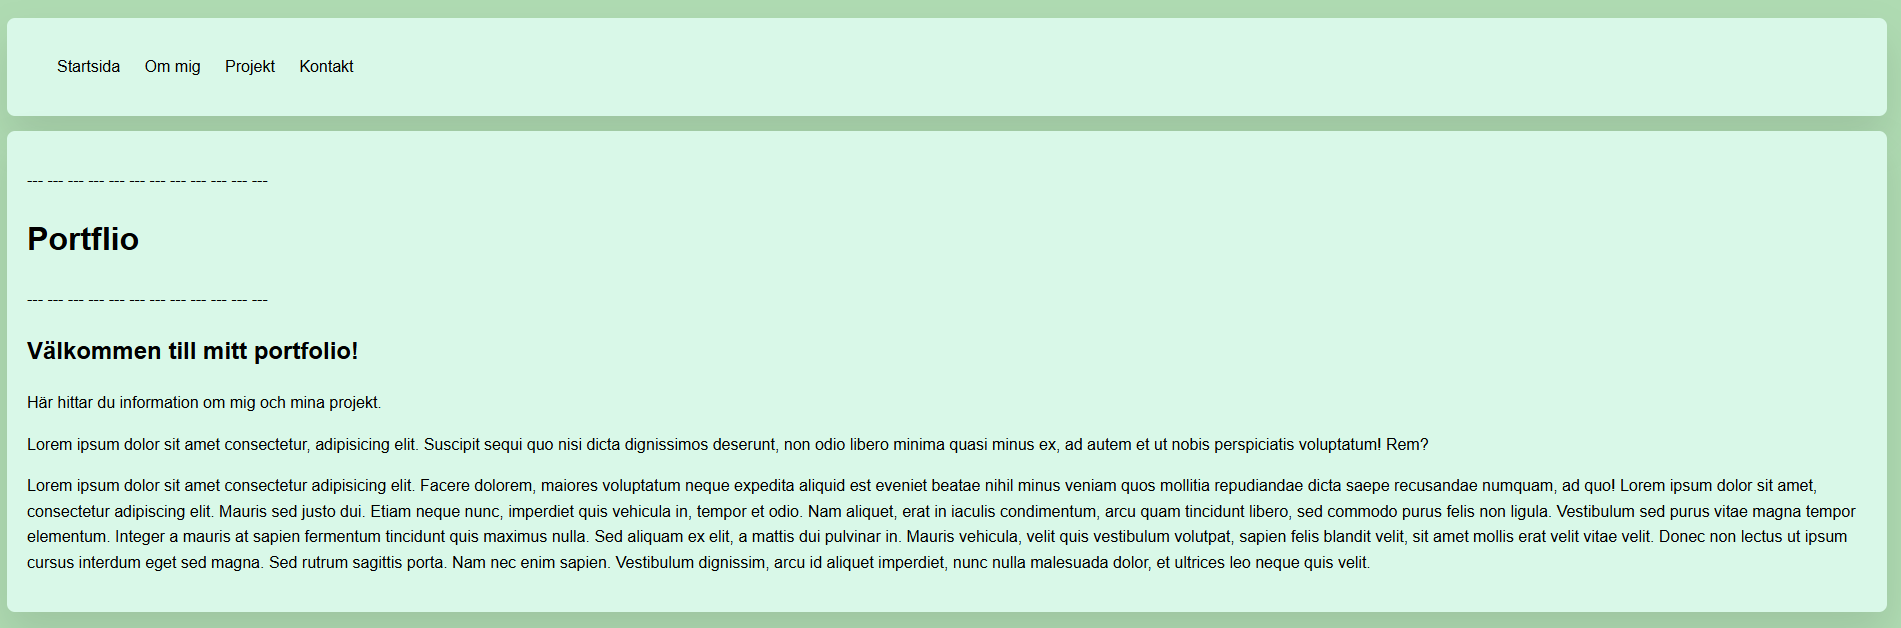 Startsida Om mig Projekt Kontakt
--- --- --- --- --- --- --- --- --- --- --- ---
Portflio
--- --- --- --- --- --- --- --- --- --- --- ---
Välkommen till mitt portfolio!
Här hittar du information om mig och mina projekt.
Lorem ipsum dolor sit amet consectetur, adipisicing elit. Suscipit sequi quo nisi dicta dignissimos deserunt, non odio libero minima quasi minus ex, ad autem et ut nobis perspiciatis voluptatum! Rem?
Lorem ipsum dolor sit amet consectetur adipisicing elit. Facere dolorem, maiores voluptatum neque expedita aliquid est eveniet beatae nihil minus veniam quos mollitia repudiandae dicta saepe recusandae numquam, ad quo! Lorem ipsum dolor sit amet,
consectetur adipiscing elit. Mauris sed justo dui. Etiam neque nunc, imperdiet quis vehicula in, tempor et odio. Nam aliquet, erat in iaculis condimentum, arcu quam tincidunt libero, sed commodo purus felis non ligula. Vestibulum sed purus vitae magna tempor
elementum. Integer a mauris at sapien fermentum tincidunt quis maximus nulla. Sed aliquam ex elit, a mattis dui pulvinar in. Mauris vehicula, velit quis vestibulum volutpat, sapien felis blandit velit, sit amet mollis erat velit vitae velit. Donec non lectus ut ipsum
cursus interdum eget sed magna. Sed rutrum sagittis porta. Nam nec enim sapien. Vestibulum dignissim, arcu id aliquet imperdiet, nunc nulla malesuada dolor, et ultrices leo neque quis velit.